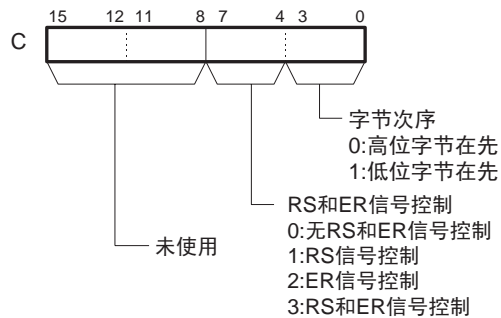 15 12 11 8 7 4 3 0
C
字节次序
0:高位字节在先
1:低位字节在先
RS和ER信号控制
0:无RS和ER信号控制
1:RS信号控制
2:ER信号控制
3:RS和ER信号控制
未使用